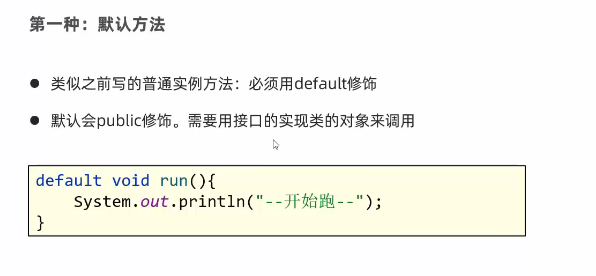 第一种：默认方法
● 类似之前写的普通实例方法：必须用default修饰
● 默认会public修饰。需要用接口的实现类的对象来调用
default void run(){
    System.out.println("--开始跑--");
}